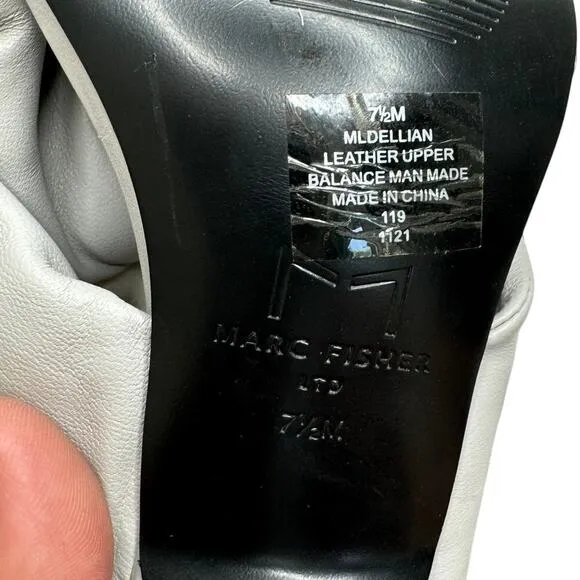 7½M
MLDELLIAN
LEATHER UPPER
BALANCE MAN MADE
MADE IN CHINA
119
1121
MARC FISHER
LTD
7½M